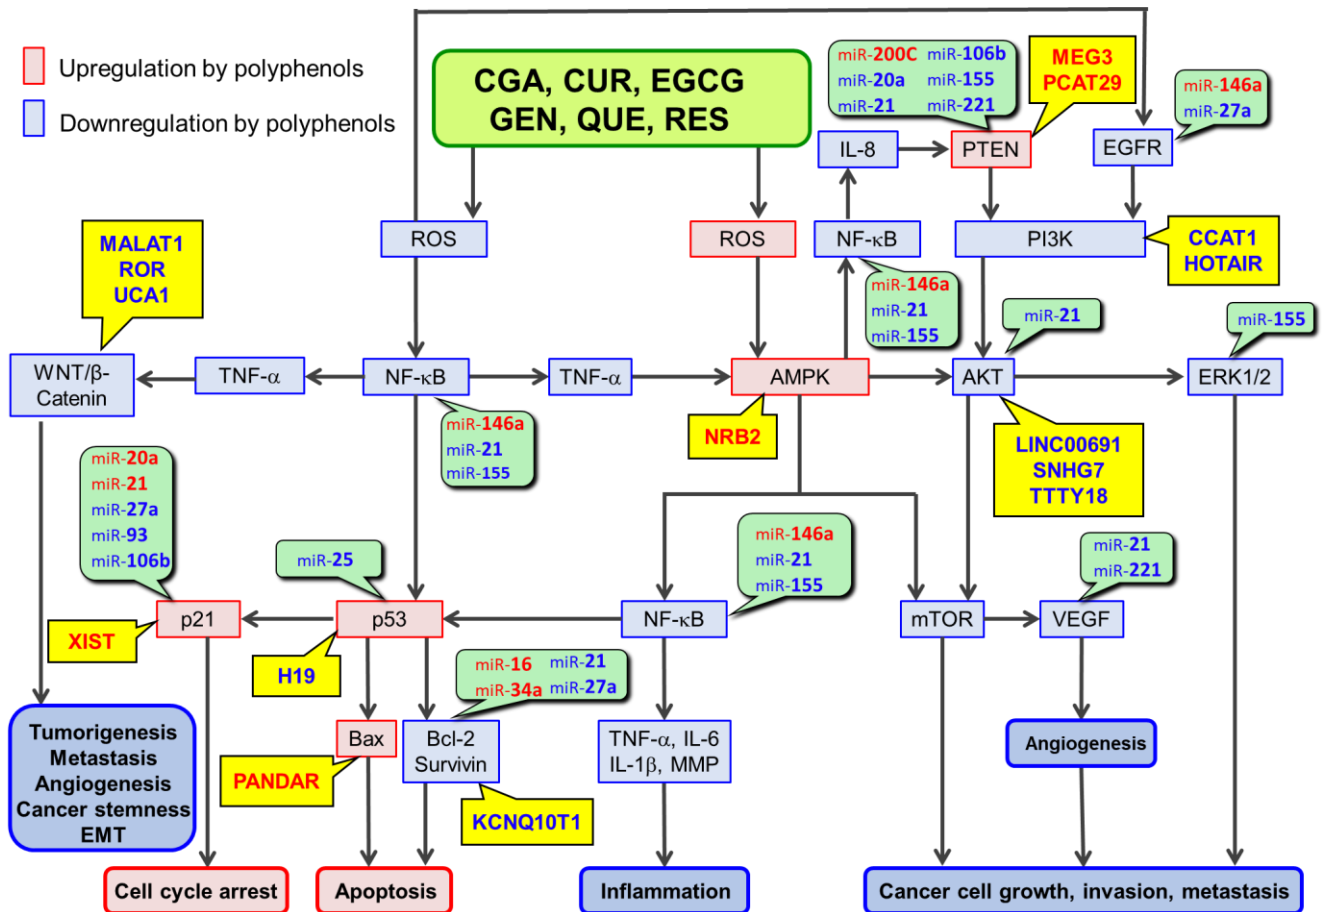 Upregulation by polyphenols
Downregulation by polyphenols
CGA, CUR, EGCG
GEN, QUE, RES
miR-200C miR-106b
miR-20a miR-155
miR-21 miR-221
MEG3
PCAT29
miR-146a
miR-27a
IL-8
PTEN
EGFR
ROS
ROS
NF-κB
PI3K
CCAT1
HOTAIR
MALAT1
ROR
UCA1
miR-146a
miR-21
miR-155
miR-21
miR-155
WNT/β-
Catenin
TNF-α
NF-κB
TNF-α
AMPK
AKT
ERK1/2
miR-146a
miR-21
miR-155
NRB2
LINC00691
SNHG7
TTTY18
miR-20a
miR-21
miR-27a
miR-93
miR-106b
miR-25
miR-146a
miR-21
miR-155
miR-21
miR-221
p21
p53
NF-κB
mTOR
VEGF
XIST
H19
miR-16 miR-21
miR-34a miR-27a
Tumorigenesis
Metastasis
Angiogenesis
Cancer stemness
EMT
Bax
Bcl-2
Survivin
TNF-α, IL-6
IL-1β, MMP
Angiogenesis
PANDAR
KCNQ10T1
Cell cycle arrest
Apoptosis
Inflammation
Cancer cell growth, invasion, metastasis